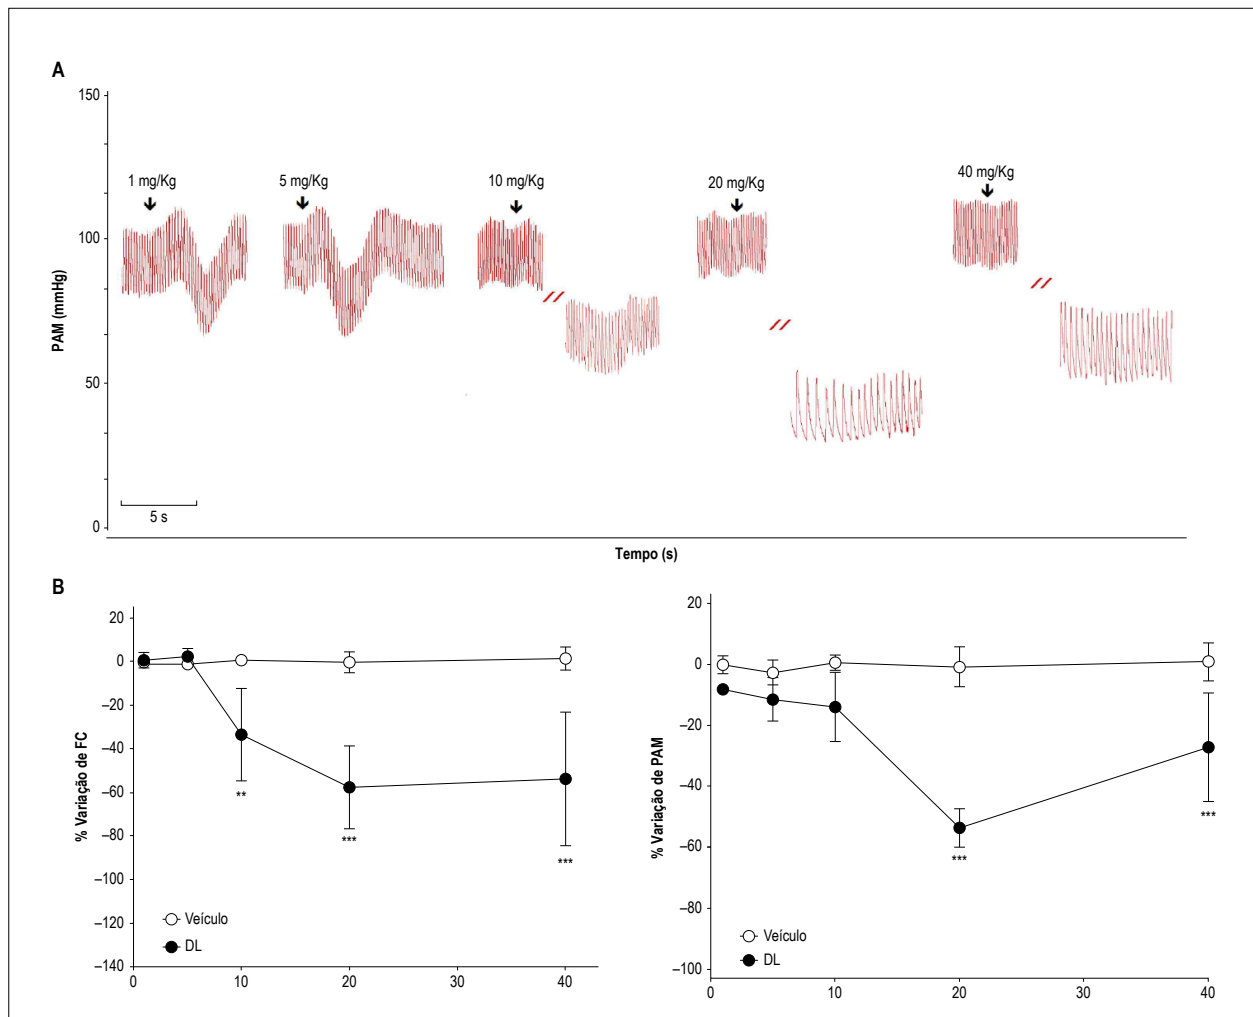 A
150
100
50
0
PAM (mmHg)
1 mg/Kg
5 mg/Kg
10 mg/Kg
20 mg/Kg
40 mg/Kg
5 s
Tempo (s)
B
20
0
–20
–40
–60
–80
–100
–120
–140
% Variação de FC
**
***
***
Veículo
DL
0 10 20 30 40
20
0
–20
–40
–60
–80
–100
% Variação de PAM
***
***
Veículo
DL
0 10 20 30 40